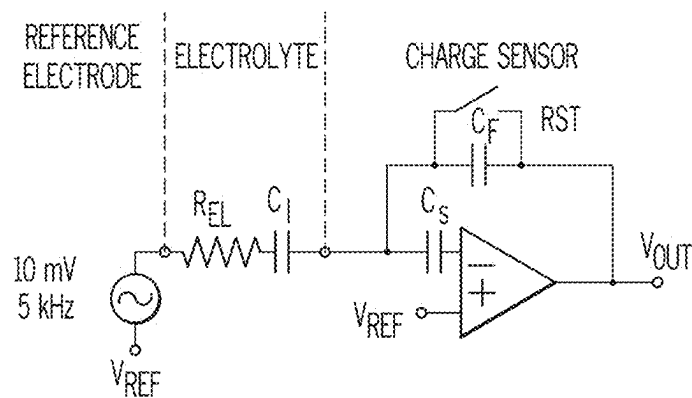 REFERENCE
ELECTRODE
ELECTROLYTE
CHARGE SENSOR
C_F
RST
R_EL
C_I
C_S
10 mV
5 kHz
V_OUT
V_REF
V_REF